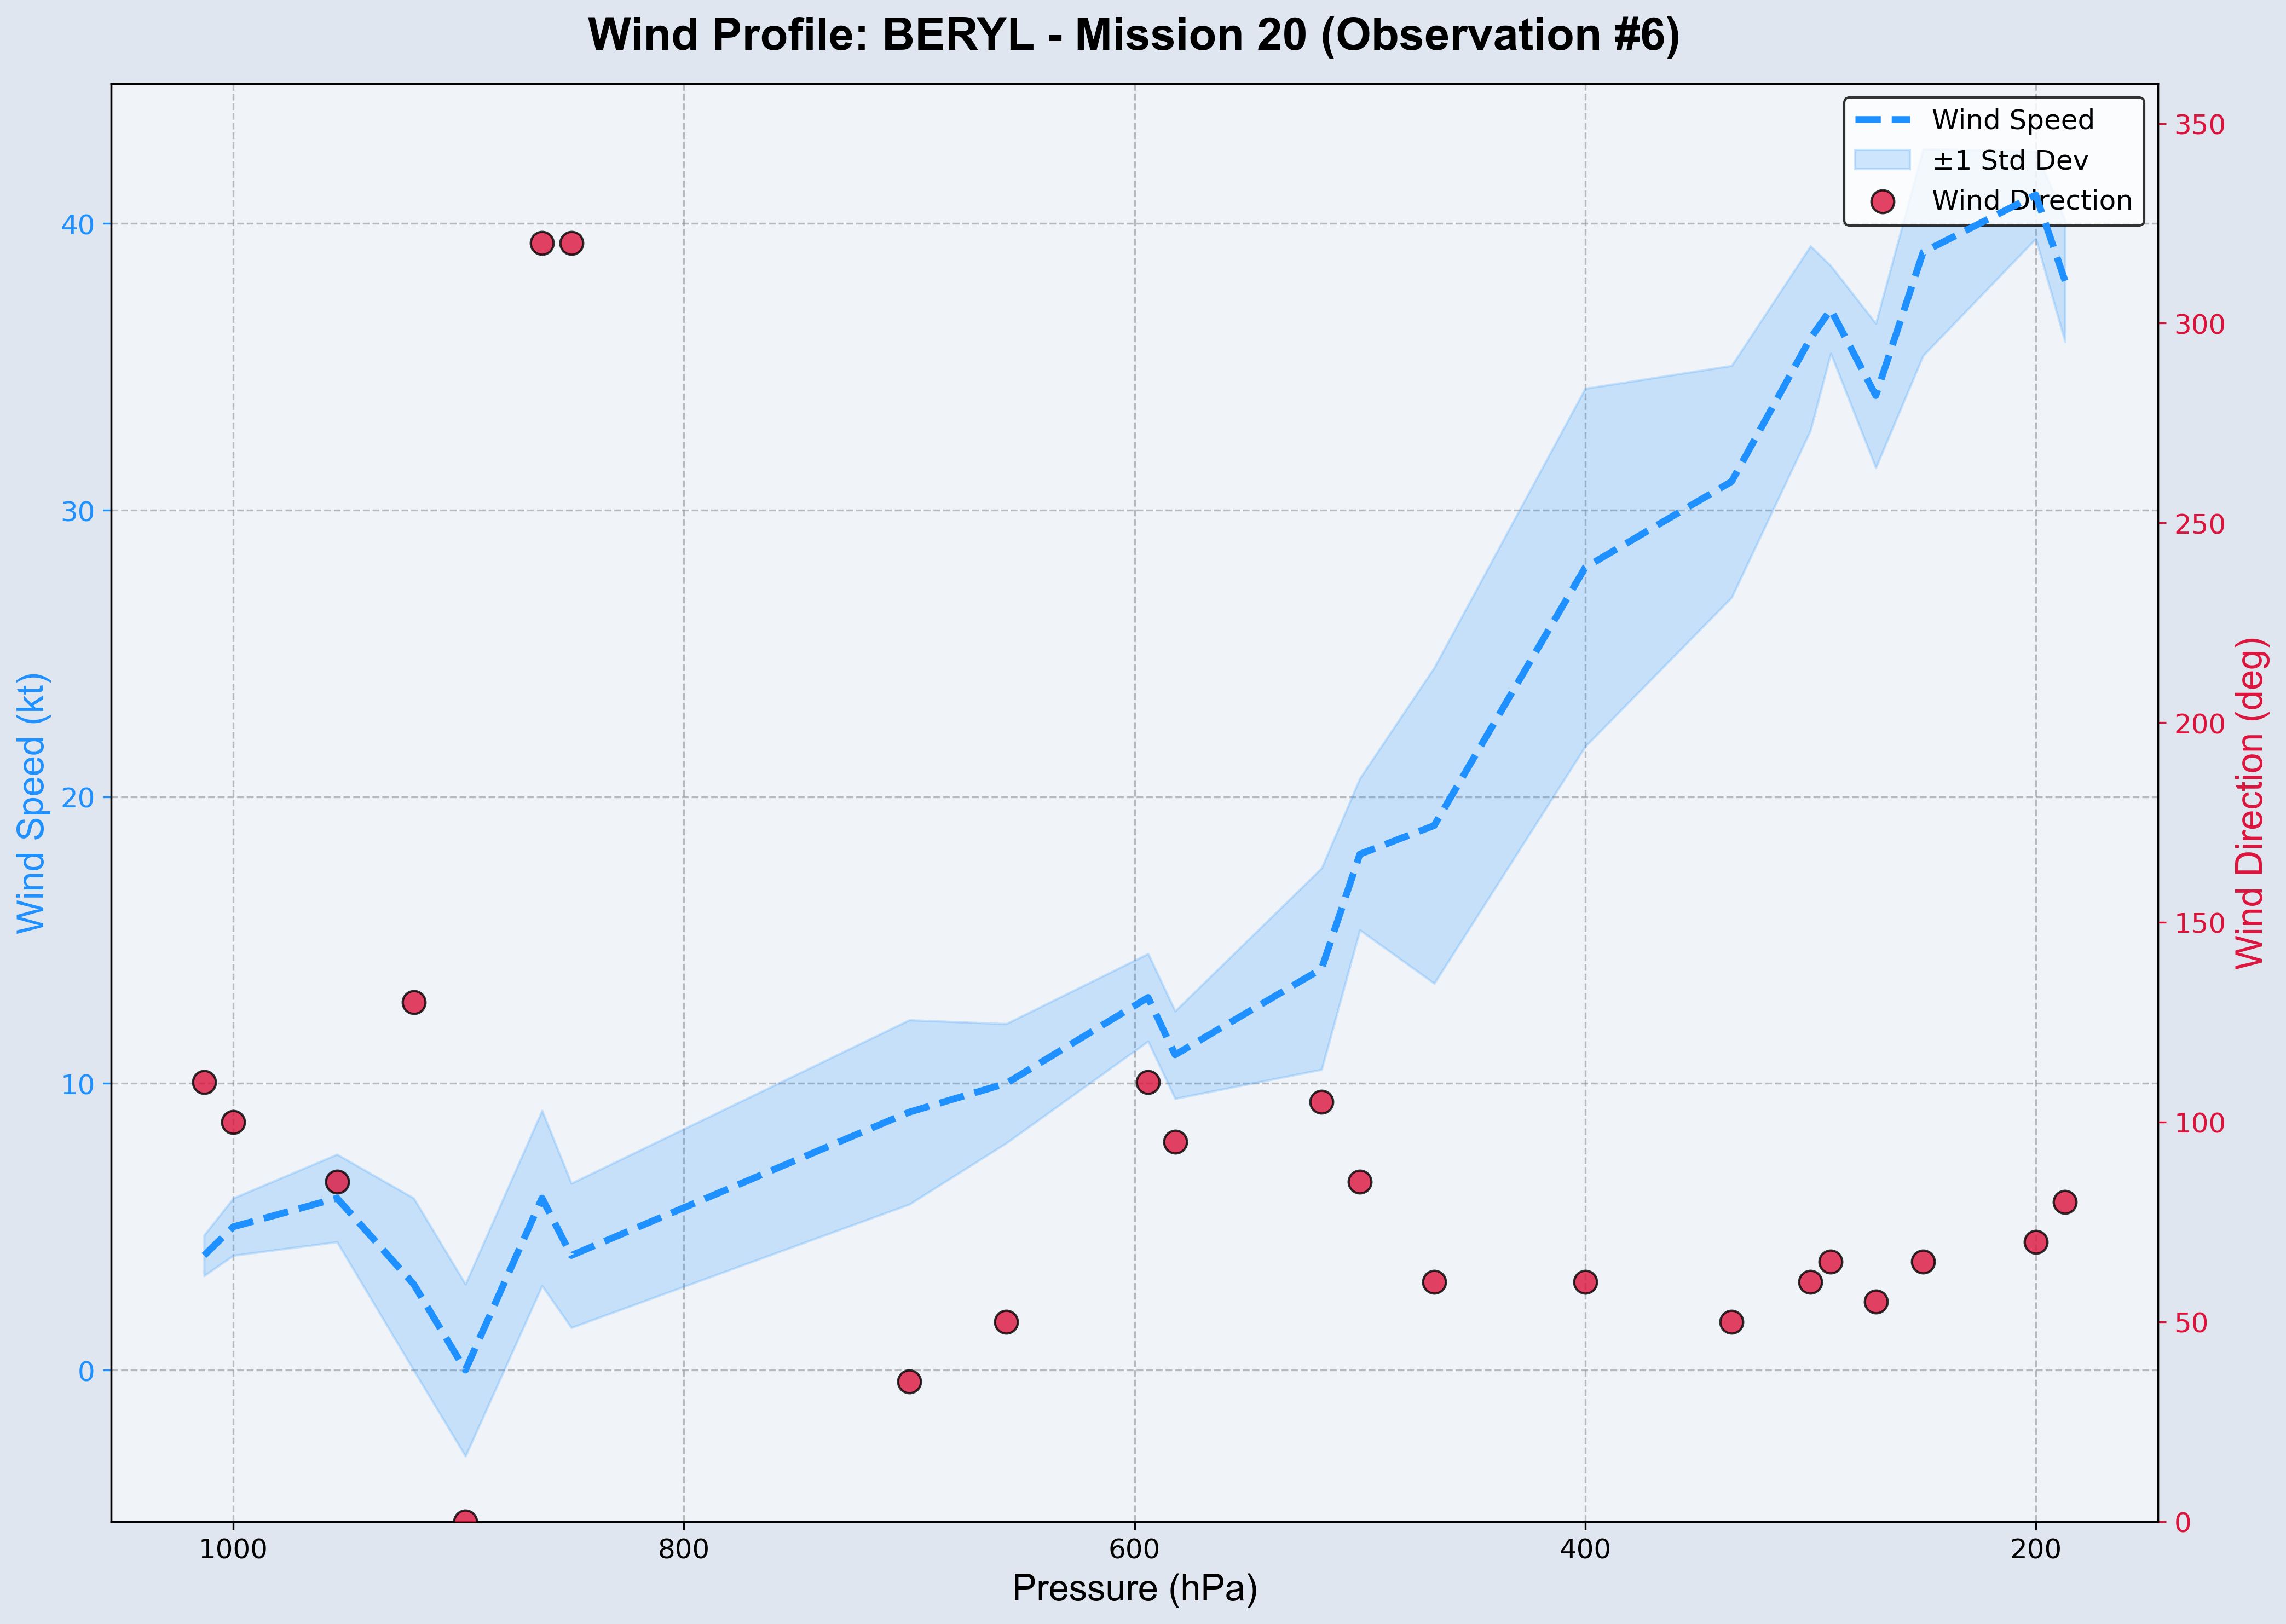 Wind Profile: BERYL - Mission 20 (Observation #6)
Wind Speed
±1 Std Dev
Wind Direction
40
30
20
10
0
Wind Speed (kt)
350
300
250
200
150
100
50
0
Wind Direction (deg)
1000
800
600
400
200
Pressure (hPa)